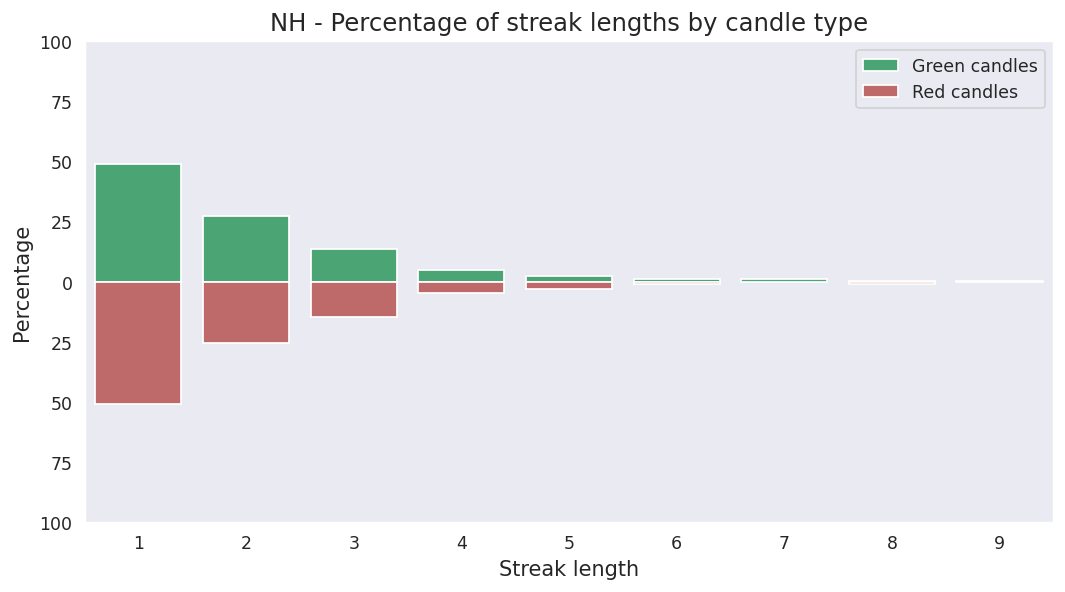 NH - Percentage of streak lengths by candle type
Green candles
Red candles
Percentage
100
75
50
25
0
25
50
75
100
1 2 3 4 5 6 7 8 9
Streak length